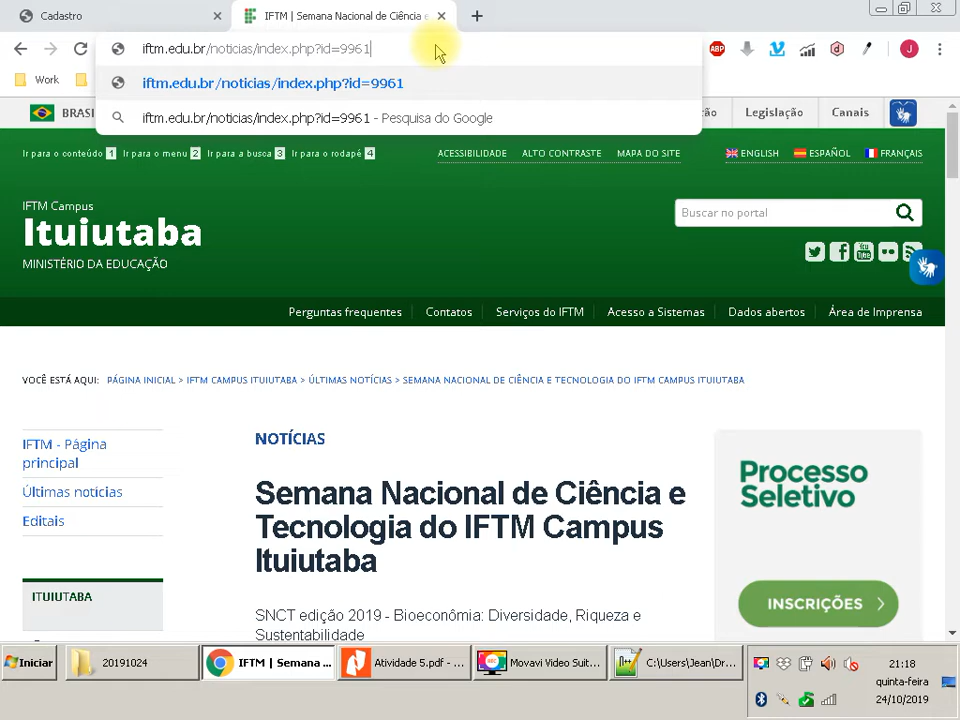 Cadastro
IFTM | Semana Nacional de Ciência e
iftm.edu.br/noticias/index.php?id=9961
ABP
J
iftm.edu.br/noticias/index.php?id=9961
iftm.edu.br/noticias/index.php?id=9961 - Pesquisa do Google
Work
BRASI
Legislação
Canais
Ir para o conteúdo 1
Ir para o menu 2
Ir para a busca 3
Ir para o rodapé 4
ACESSIBILIDADE
ALTO CONTRASTE
MAPA DO SITE
ENGLISH
ESPAÑOL
FRANÇAIS
IFTM Campus
Ituiutaba
MINISTÉRIO DA EDUCAÇÃO
Buscar no portal
Perguntas frequentes
Contatos
Serviços do IFTM
Acesso a Sistemas
Dados abertos
Área de Imprensa
VOCÊ ESTÁ AQUI: PÁGINA INICIAL > IFTM CAMPUS ITUIUTABA > ÚLTIMAS NOTÍCIAS > SEMANA NACIONAL DE CIÊNCIA E TECNOLOGIA DO IFTM CAMPUS ITUIUTABA
IFTM - Página
principal
Últimas noticias
Editais
ITUIUTABA
NOTÍCIAS
Semana Nacional de Ciência e
Tecnologia do IFTM Campus
Ituiutaba
SNCT edição 2019 - Bioeconômia: Diversidade, Riqueza e
Sustentabilidade
Processo
Seletivo
INSCRIÇÕES
Iniciar
20191024
IFTM | Semana ...
Atividade 5.pdf - ...
Movavi Video Suit...
C:\Users\Jean\Dr...
21:18
quinta-feira
24/10/2019